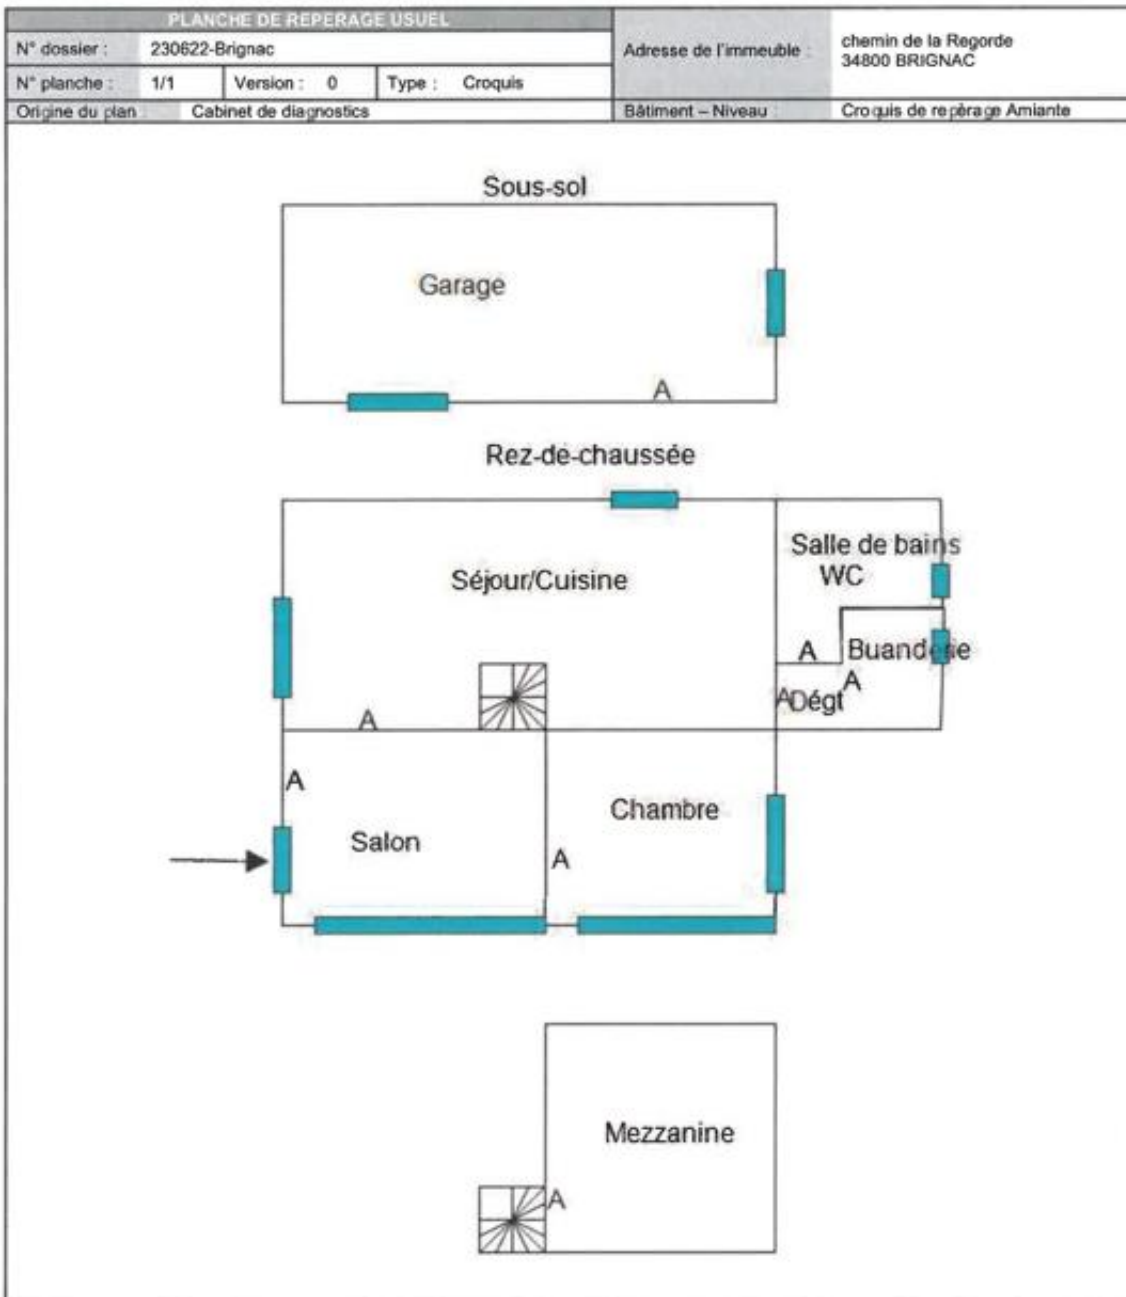 PLANCHE DE REPERAGE USUEL
N° dossier : 230622-Brignac
Adresse de l'immeuble : chemin de la Regorde
34800 BRIGNAC
N° planche : 1/1 Version : 0 Type : Croquis
Origine du plan Cabinet de diagnostics
Bâtiment – Niveau : Croquis de repérage Amiante
Sous-sol
Garage
A
Rez-de-chaussée
Salle de bains
WC
Séjour/Cuisine
A Buanderie
A
A Dégt
A
A
Chambre
Salon
A
Mezzanine
A